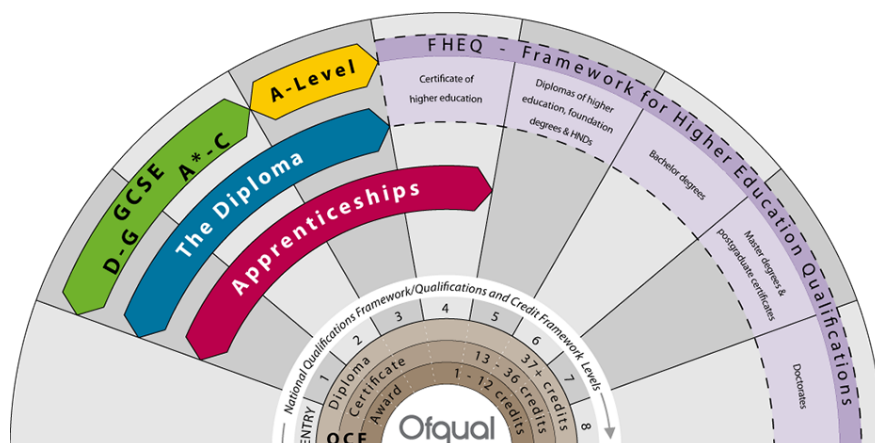 FHEQ - Framework for Higher Education Qualifications
Certificate of
higher education
Diplomas of higher
education, foundation
degrees & HNDs
Bachelor degrees
Master degrees &
postgraduate certificates
Doctorates
A-Level
GCSE
D-G A*-C
The Diploma
Apprenticeships
National Qualifications Framework/Qualifications and Credit Framework Levels
ENTRY 1 2 3 4 5 6 7 8
Diploma 37+ credits
Certificate 13 - 36 credits
Award 1 - 12 credits
QCF
Ofqual